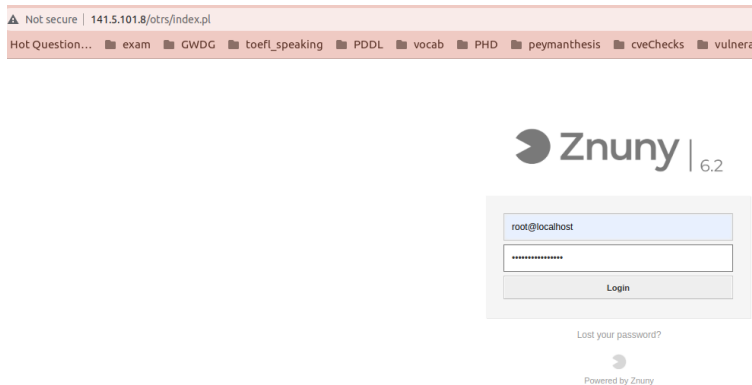 Not secure | 141.5.101.8/otrs/index.pl
Hot Question... exam GWDG toefl_speaking PDDL vocab PHD peymanthesis cveChecks vulnera
Znuny | 6.2
root@localhost
••••••••••••••••
Login
Lost your password?
Powered by Znuny